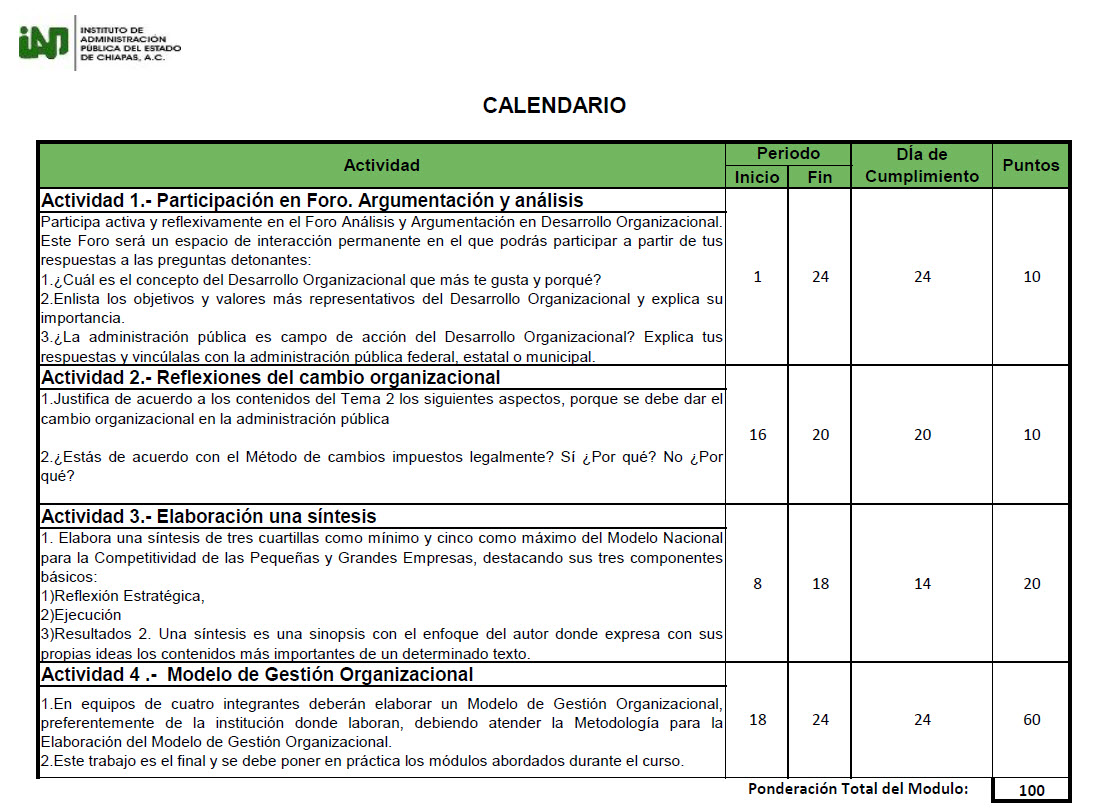 INSTITUTO DE
ADMINISTRACIÓN
PÚBLICA DEL ESTADO
DE CHIAPAS, A.C.
CALENDARIO
Actividad
Periodo
Inicio
Fin
DÍa de
Cumplimiento
Puntos
Actividad 1.- Participación en Foro. Argumentación y análisis
Participa activa y reflexivamente en el Foro Análisis y Argumentación en Desarrollo Organizacional.
Este Foro será un espacio de interacción permanente en el que podrás participar a partir de tus
respuestas a las preguntas detonantes:
1.¿Cuál es el concepto del Desarrollo Organizacional que más te gusta y porqué?
2.Enlista los objetivos y valores más representativos del Desarrollo Organizacional y explica su
importancia.
3.¿La administración pública es campo de acción del Desarrollo Organizacional? Explica tus
respuestas y vincúlalas con la administración pública federal, estatal o municipal.
1
24
24
10
Actividad 2.- Reflexiones del cambio organizacional
1.Justifica de acuerdo a los contenidos del Tema 2 los siguientes aspectos, porque se debe dar el
cambio organizacional en la administración pública
2.¿Estás de acuerdo con el Método de cambios impuestos legalmente? Sí ¿Por qué? No ¿Por
qué?
16
20
20
10
Actividad 3.- Elaboración una síntesis
1. Elabora una síntesis de tres cuartillas como mínimo y cinco como máximo del Modelo Nacional
para la Competitividad de las Pequeñas y Grandes Empresas, destacando sus tres componentes
básicos:
1)Reflexión Estratégica,
2)Ejecución
3)Resultados 2. Una síntesis es una sinopsis con el enfoque del autor donde expresa con sus
propias ideas los contenidos más importantes de un determinado texto.
8
18
14
20
Actividad 4 .-  Modelo de Gestión Organizacional
1.En equipos de cuatro integrantes deberán elaborar un Modelo de Gestión Organizacional,
preferentemente de la institución donde laboran, debiendo atender la Metodología para la
Elaboración del Modelo de Gestión Organizacional.
2.Este trabajo es el final y se debe poner en práctica los módulos abordados durante el curso.
18
24
24
60
Ponderación Total del Modulo:
100